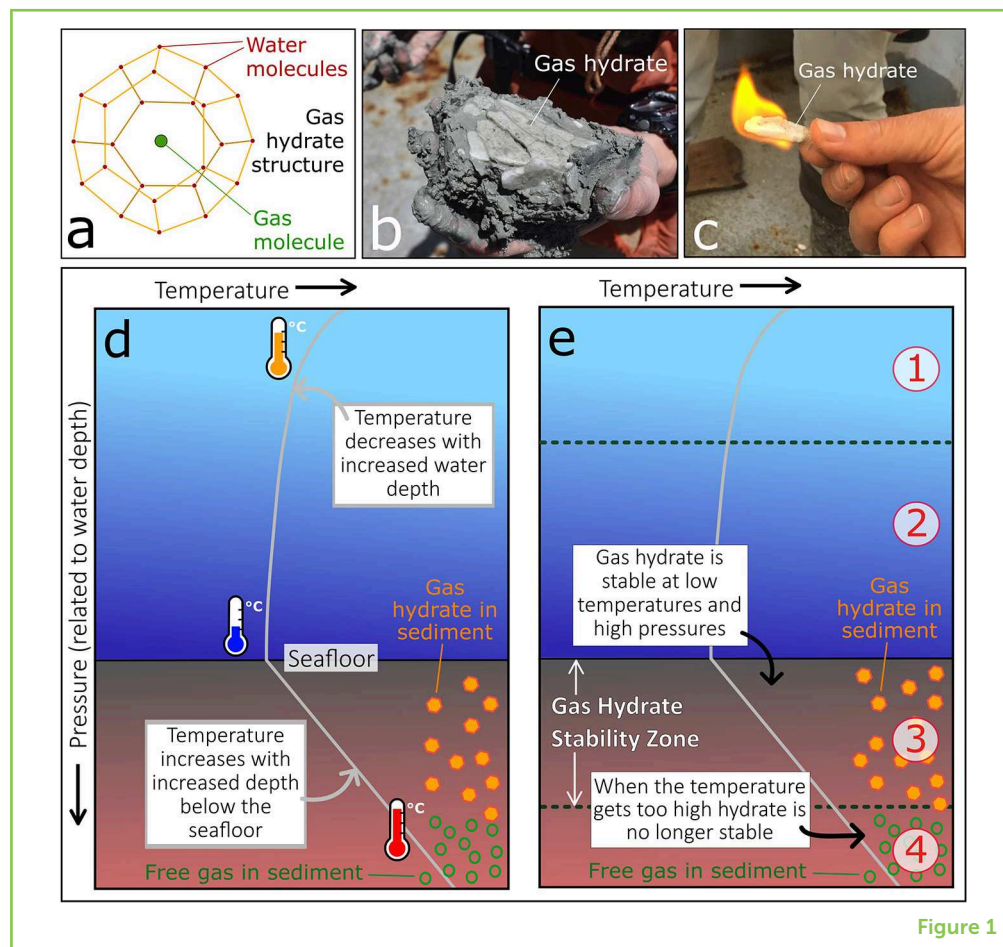 Water
molecules
Gas
hydrate
structure
Gas
molecule
a
Gas hydrate
b
Gas hydrate
c
Temperature
Pressure (related to water depth)
d
°C
Temperature
decreases with
increased water
depth
°C
Gas
hydrate in
sediment
Seafloor
Temperature
increases with
increased depth
below the
seafloor
°C
Free gas in sediment
Temperature
e
1
2
Gas hydrate is
stable at low
temperatures and
high pressures
Gas
hydrate in
sediment
Gas Hydrate
Stability Zone
3
When the temperature
gets too high hydrate is
no longer stable
4
Free gas in sediment
Figure 1